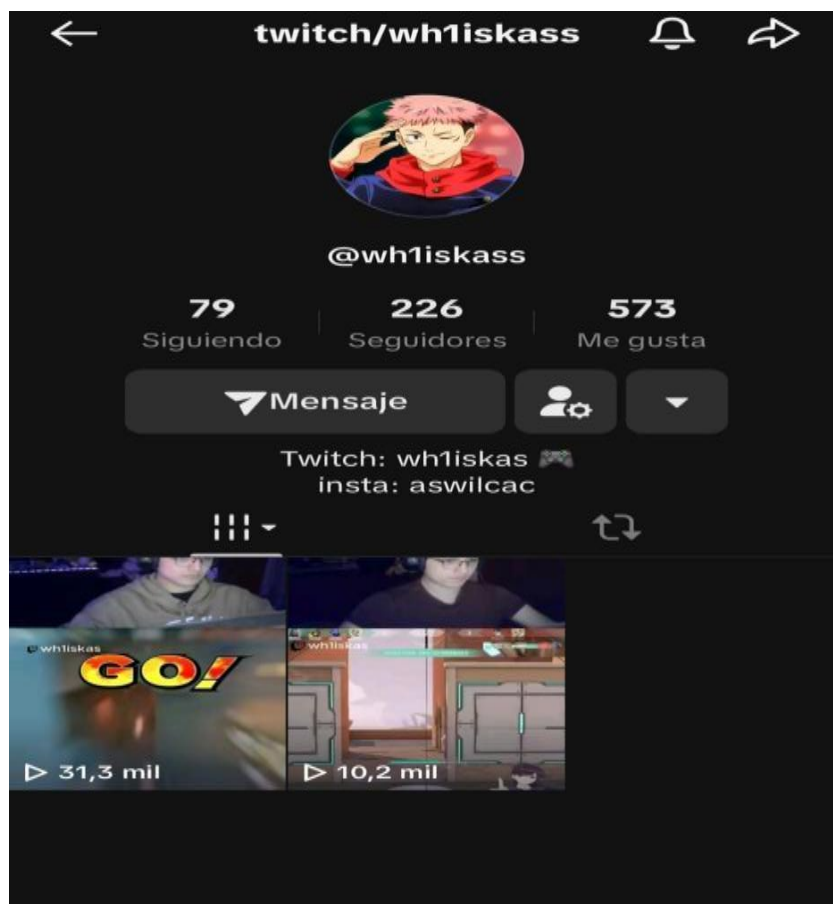 twitch/wh1iskass
@wh1iskass
79
Siguiendo
226
Seguidores
573
Me gusta
Mensaje
Twitch: wh1iskas 🎮
insta: aswilcac
wh1iskas
GO!
31,3 mil
wh1iskas
10,2 mil